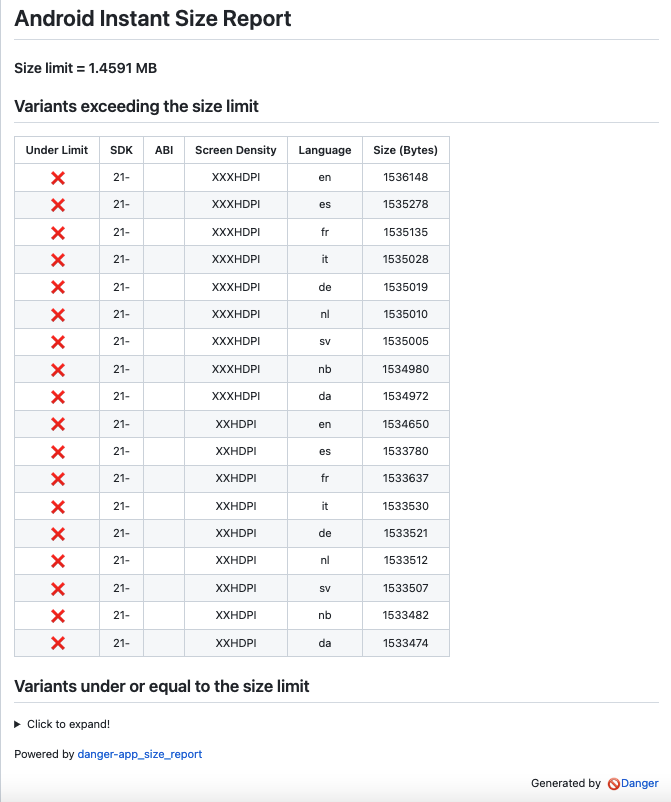 Android Instant Size Report
Size limit = 1.4591 MB
Variants exceeding the size limit
Under Limit SDK ABI Screen Density Language Size (Bytes)
❌ 21- XXXHDPI en 1536148
❌ 21- XXXHDPI es 1535278
❌ 21- XXXHDPI fr 1535135
❌ 21- XXXHDPI it 1535028
❌ 21- XXXHDPI de 1535019
❌ 21- XXXHDPI nl 1535010
❌ 21- XXXHDPI sv 1535005
❌ 21- XXXHDPI nb 1534980
❌ 21- XXXHDPI da 1534972
❌ 21- XXHDPI en 1534650
❌ 21- XXHDPI es 1533780
❌ 21- XXHDPI fr 1533637
❌ 21- XXHDPI it 1533530
❌ 21- XXHDPI de 1533521
❌ 21- XXHDPI nl 1533512
❌ 21- XXHDPI sv 1533507
❌ 21- XXHDPI nb 1533482
❌ 21- XXHDPI da 1533474
Variants under or equal to the size limit
▶ Click to expand!
Powered by danger-app_size_report
Generated by 🚫Danger